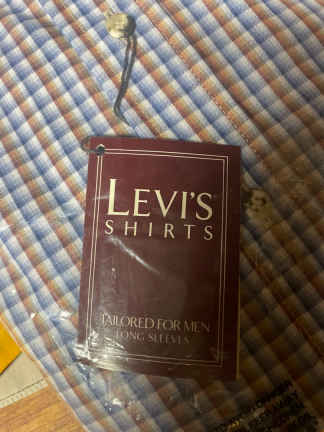 LEVI'S
SHIRTS
TAILORED FOR MEN
LONG SLEEVES